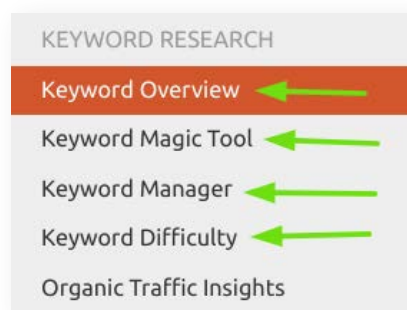 KEYWORD RESEARCH
Keyword Overview
Keyword Magic Tool
Keyword Manager
Keyword Difficulty
Organic Traffic Insights